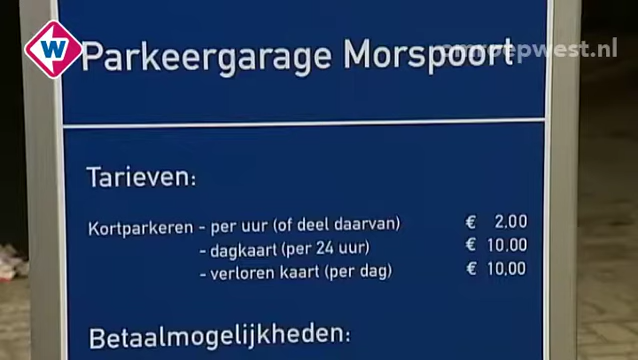 W
omroepwest.nl
Parkeergarage Morspoort
Tarieven:
Kortparkeren - per uur (of deel daarvan) € 2.00
- dagkaart (per 24 uur) € 10.00
- verloren kaart (per dag) € 10,00
Betaalmogelijkheden: